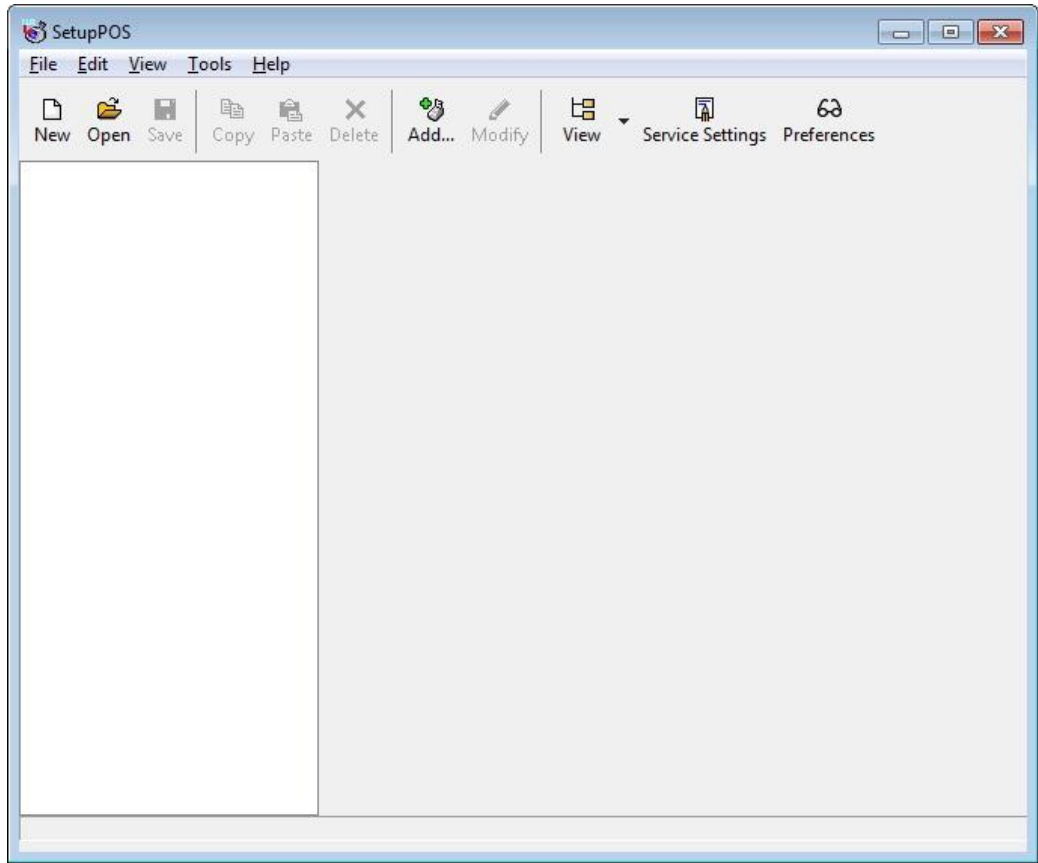 SetupPOS
File Edit View Tools Help
New Open Save Copy Paste Delete Add... Modify View Service Settings Preferences